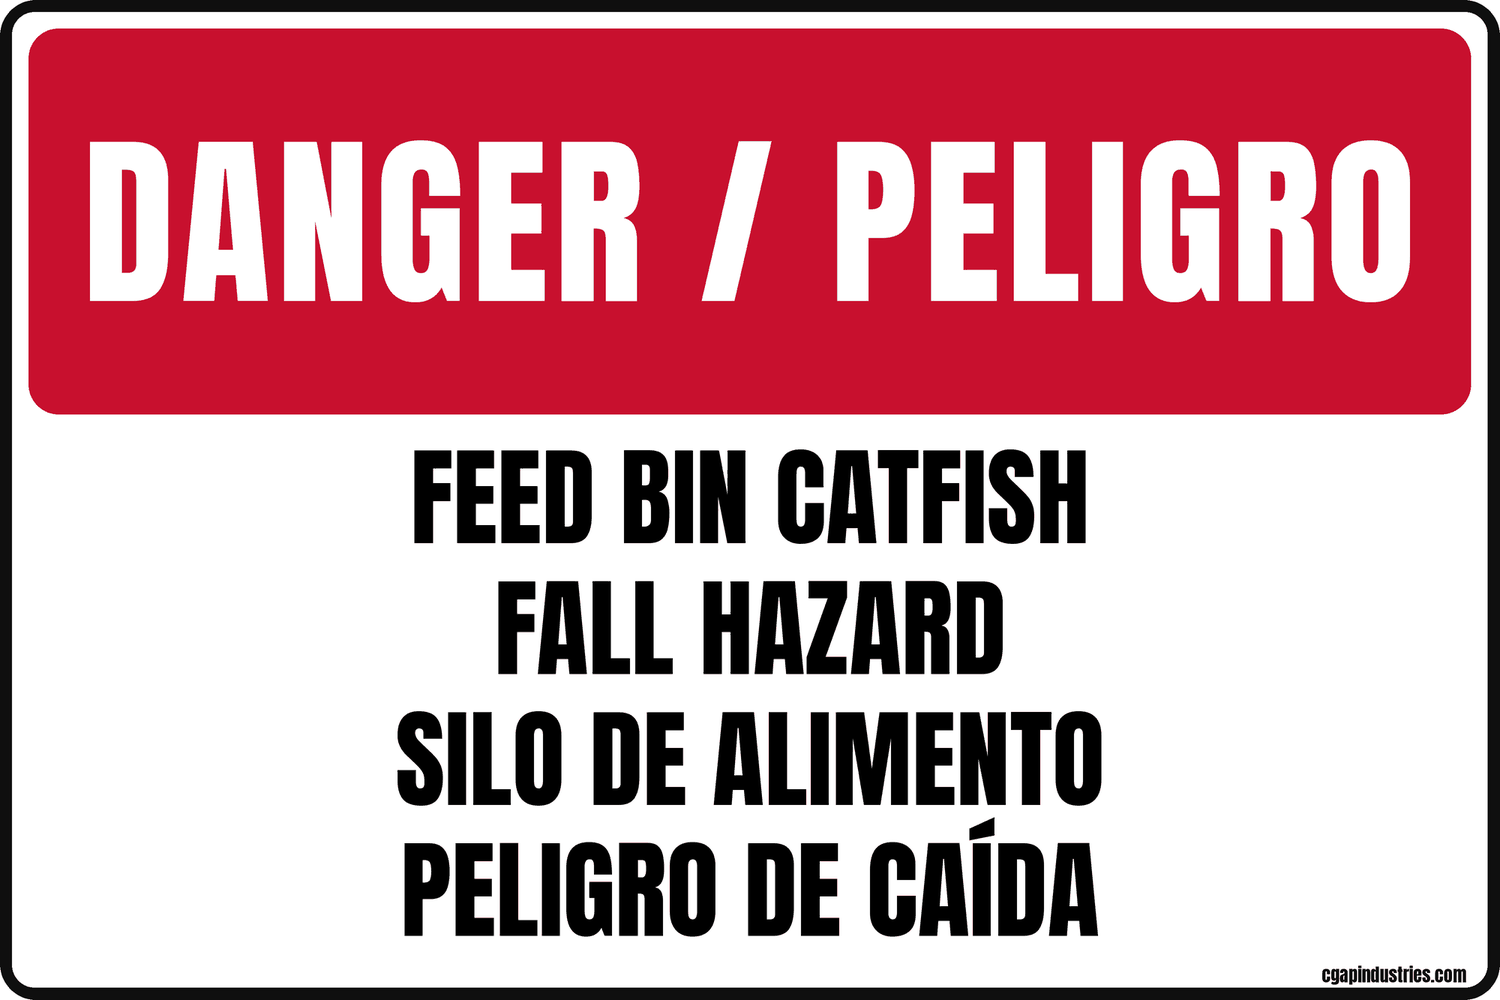 DANGER / PELIGRO
FEED BIN CATFISH
FALL HAZARD
SILO DE ALIMENTO
PELIGRO DE CAÍDA
cgapindustries.com